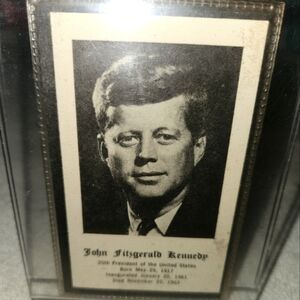 John Fitzgerald Kennedy
35th President of the United States
Born May 29, 1917
Inaugurated January 20, 1961
Died November 22, 1963